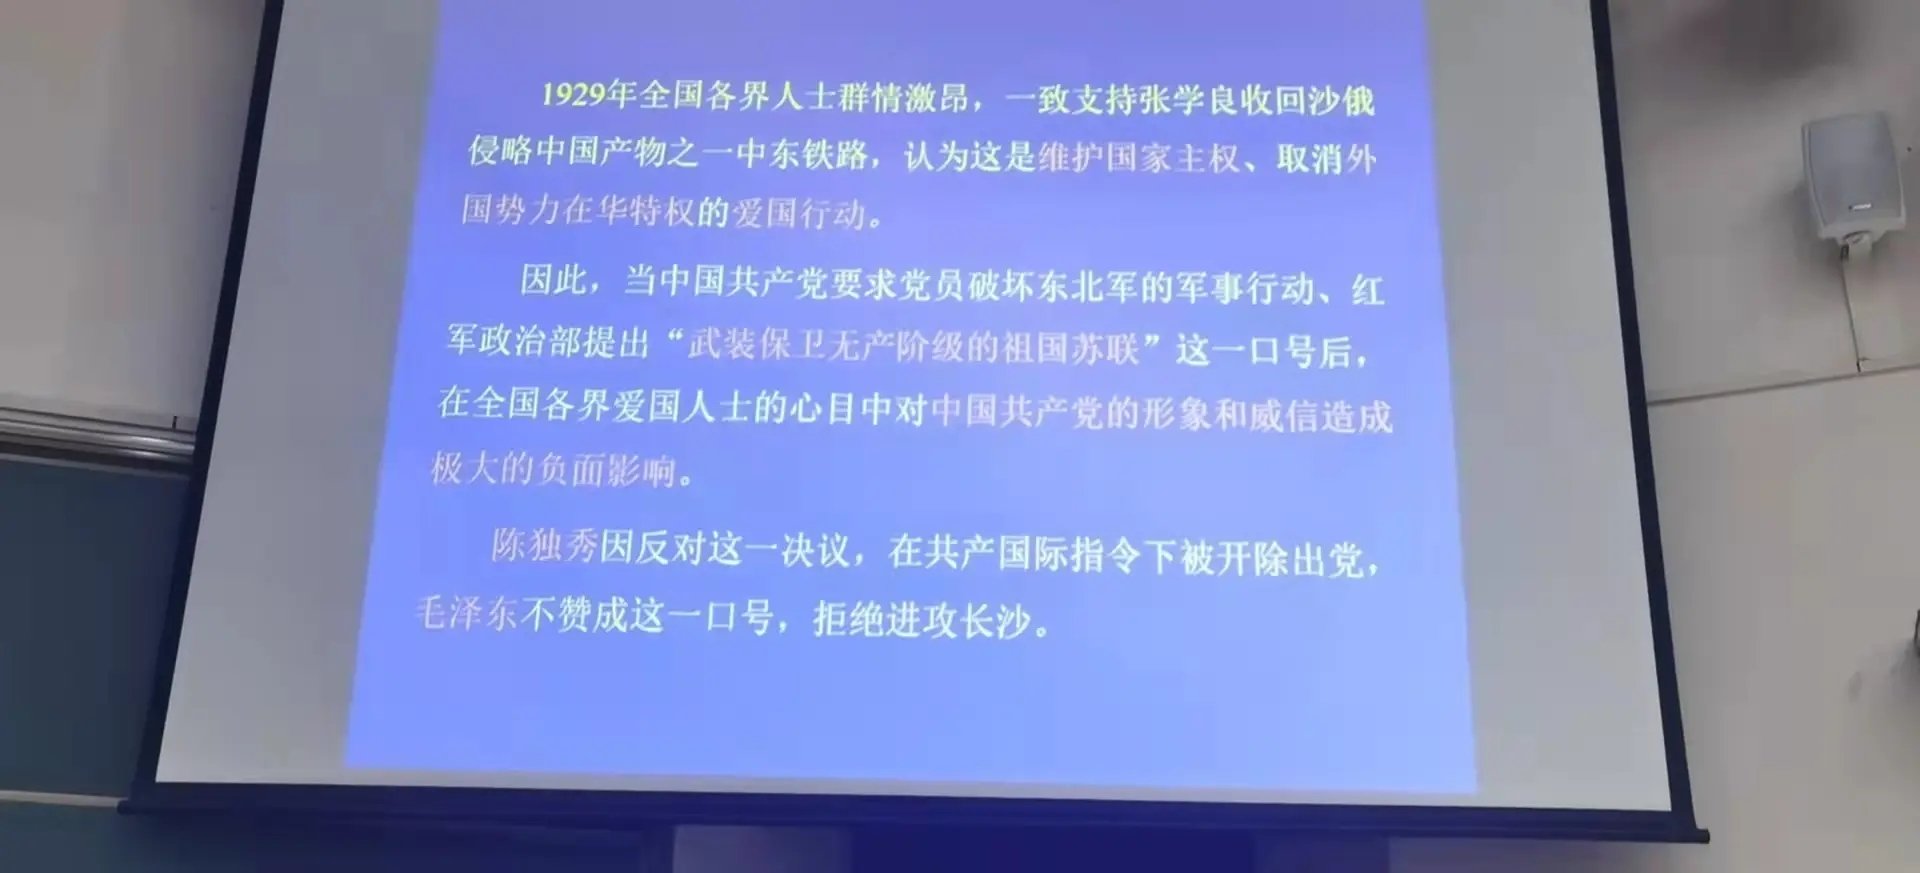 1929年全国各界人士群情激昂，一致支持张学良收回沙俄
侵略中国产物之一中东铁路，认为这是维护国家主权、取消外
国势力在华特权的爱国行动。
因此，当中国共产党要求党员破坏东北军的军事行动、红
军政治部提出“武装保卫无产阶级的祖国苏联”这一口号后，
在全国各界爱国人士的心目中对中国共产党的形象和威信造成
极大的负面影响。
陈独秀因反对这一决议，在共产国际指令下被开除出党，
毛泽东不赞成这一口号，拒绝进攻长沙。